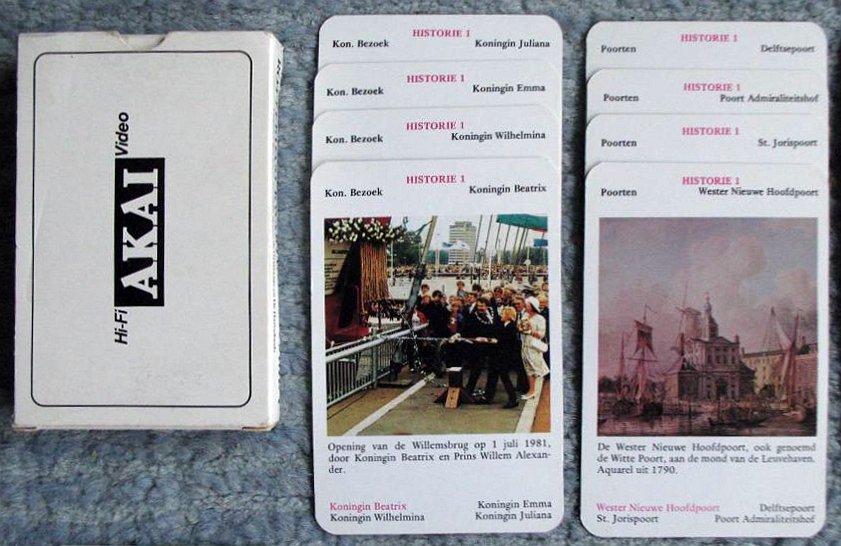 Hi-Fi AKAI Video
HISTORIE 1
Kon. Bezoek Koningin Juliana
HISTORIE 1
Kon. Bezoek Koningin Emma
HISTORIE 1
Kon. Bezoek Koningin Wilhelmina
HISTORIE 1
Kon. Bezoek Koningin Beatrix
Opening van de Willemsbrug op 1 juli 1981,
door Koningin Beatrix en Prins Willem Alexan-
der.
Koningin Beatrix Koningin Emma
Koningin Wilhelmina Koningin Juliana
HISTORIE 1
Poorten Delftsepoort
HISTORIE 1
Poorten Poort Admiraliteitshof
HISTORIE 1
Poorten St. Jorispoort
HISTORIE 1
Poorten Wester Nieuwe Hoofdpoort
De Wester Nieuwe Hoofdpoort, ook genoemd
de Witte Poort, aan de mond van de Leuvehaven.
Aquarel uit 1790.
Wester Nieuwe Hoofdpoort Delftsepoort
St. Jorispoort Poort Admiraliteitshof